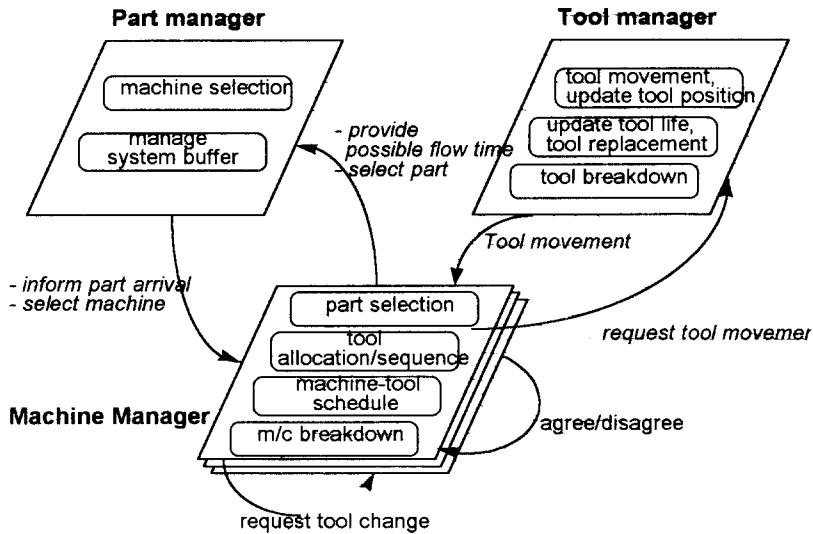 Part manager
Tool manager
machine selection
manage
system buffer
tool movement,
update tool position
update tool life,
tool replacement
tool breakdown
- provide
possible flow time
- select part
Tool movement
- inform part arrival
- select machine
part selection
tool
allocation/sequence
machine-tool
schedule
m/c breakdown
request tool movemer
Machine Manager
agree/disagree
request tool change